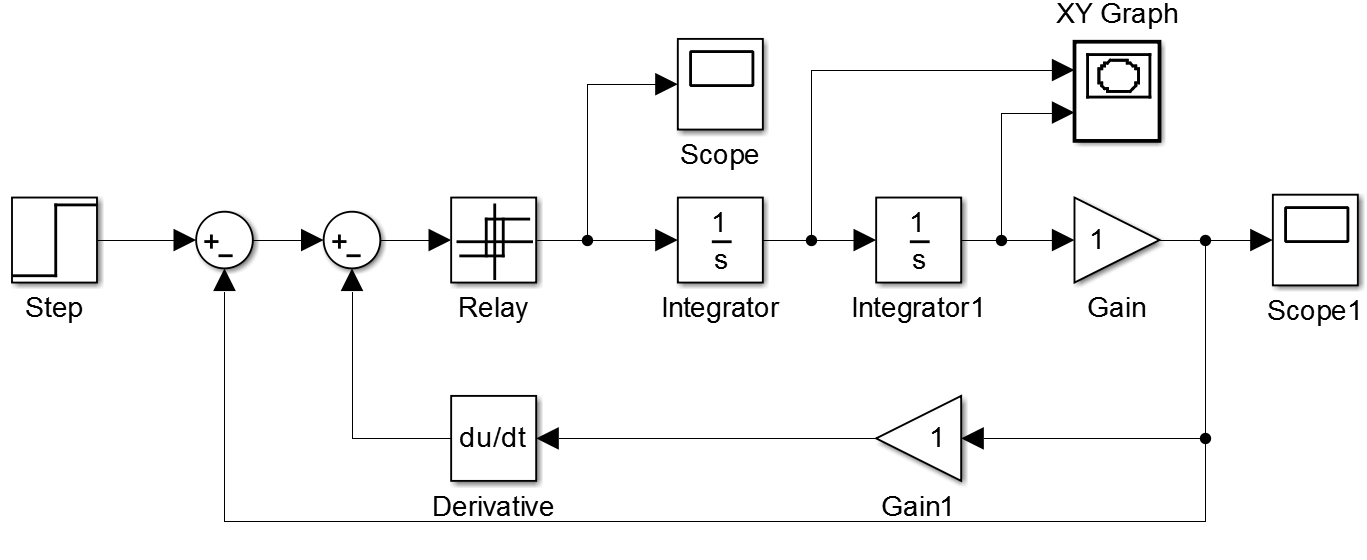 XY Graph
Scope
Step
+
−
+
−
Relay
1
s
Integrator
1
s
Integrator1
1
Gain
Scope1
du/dt
Derivative
1
Gain1